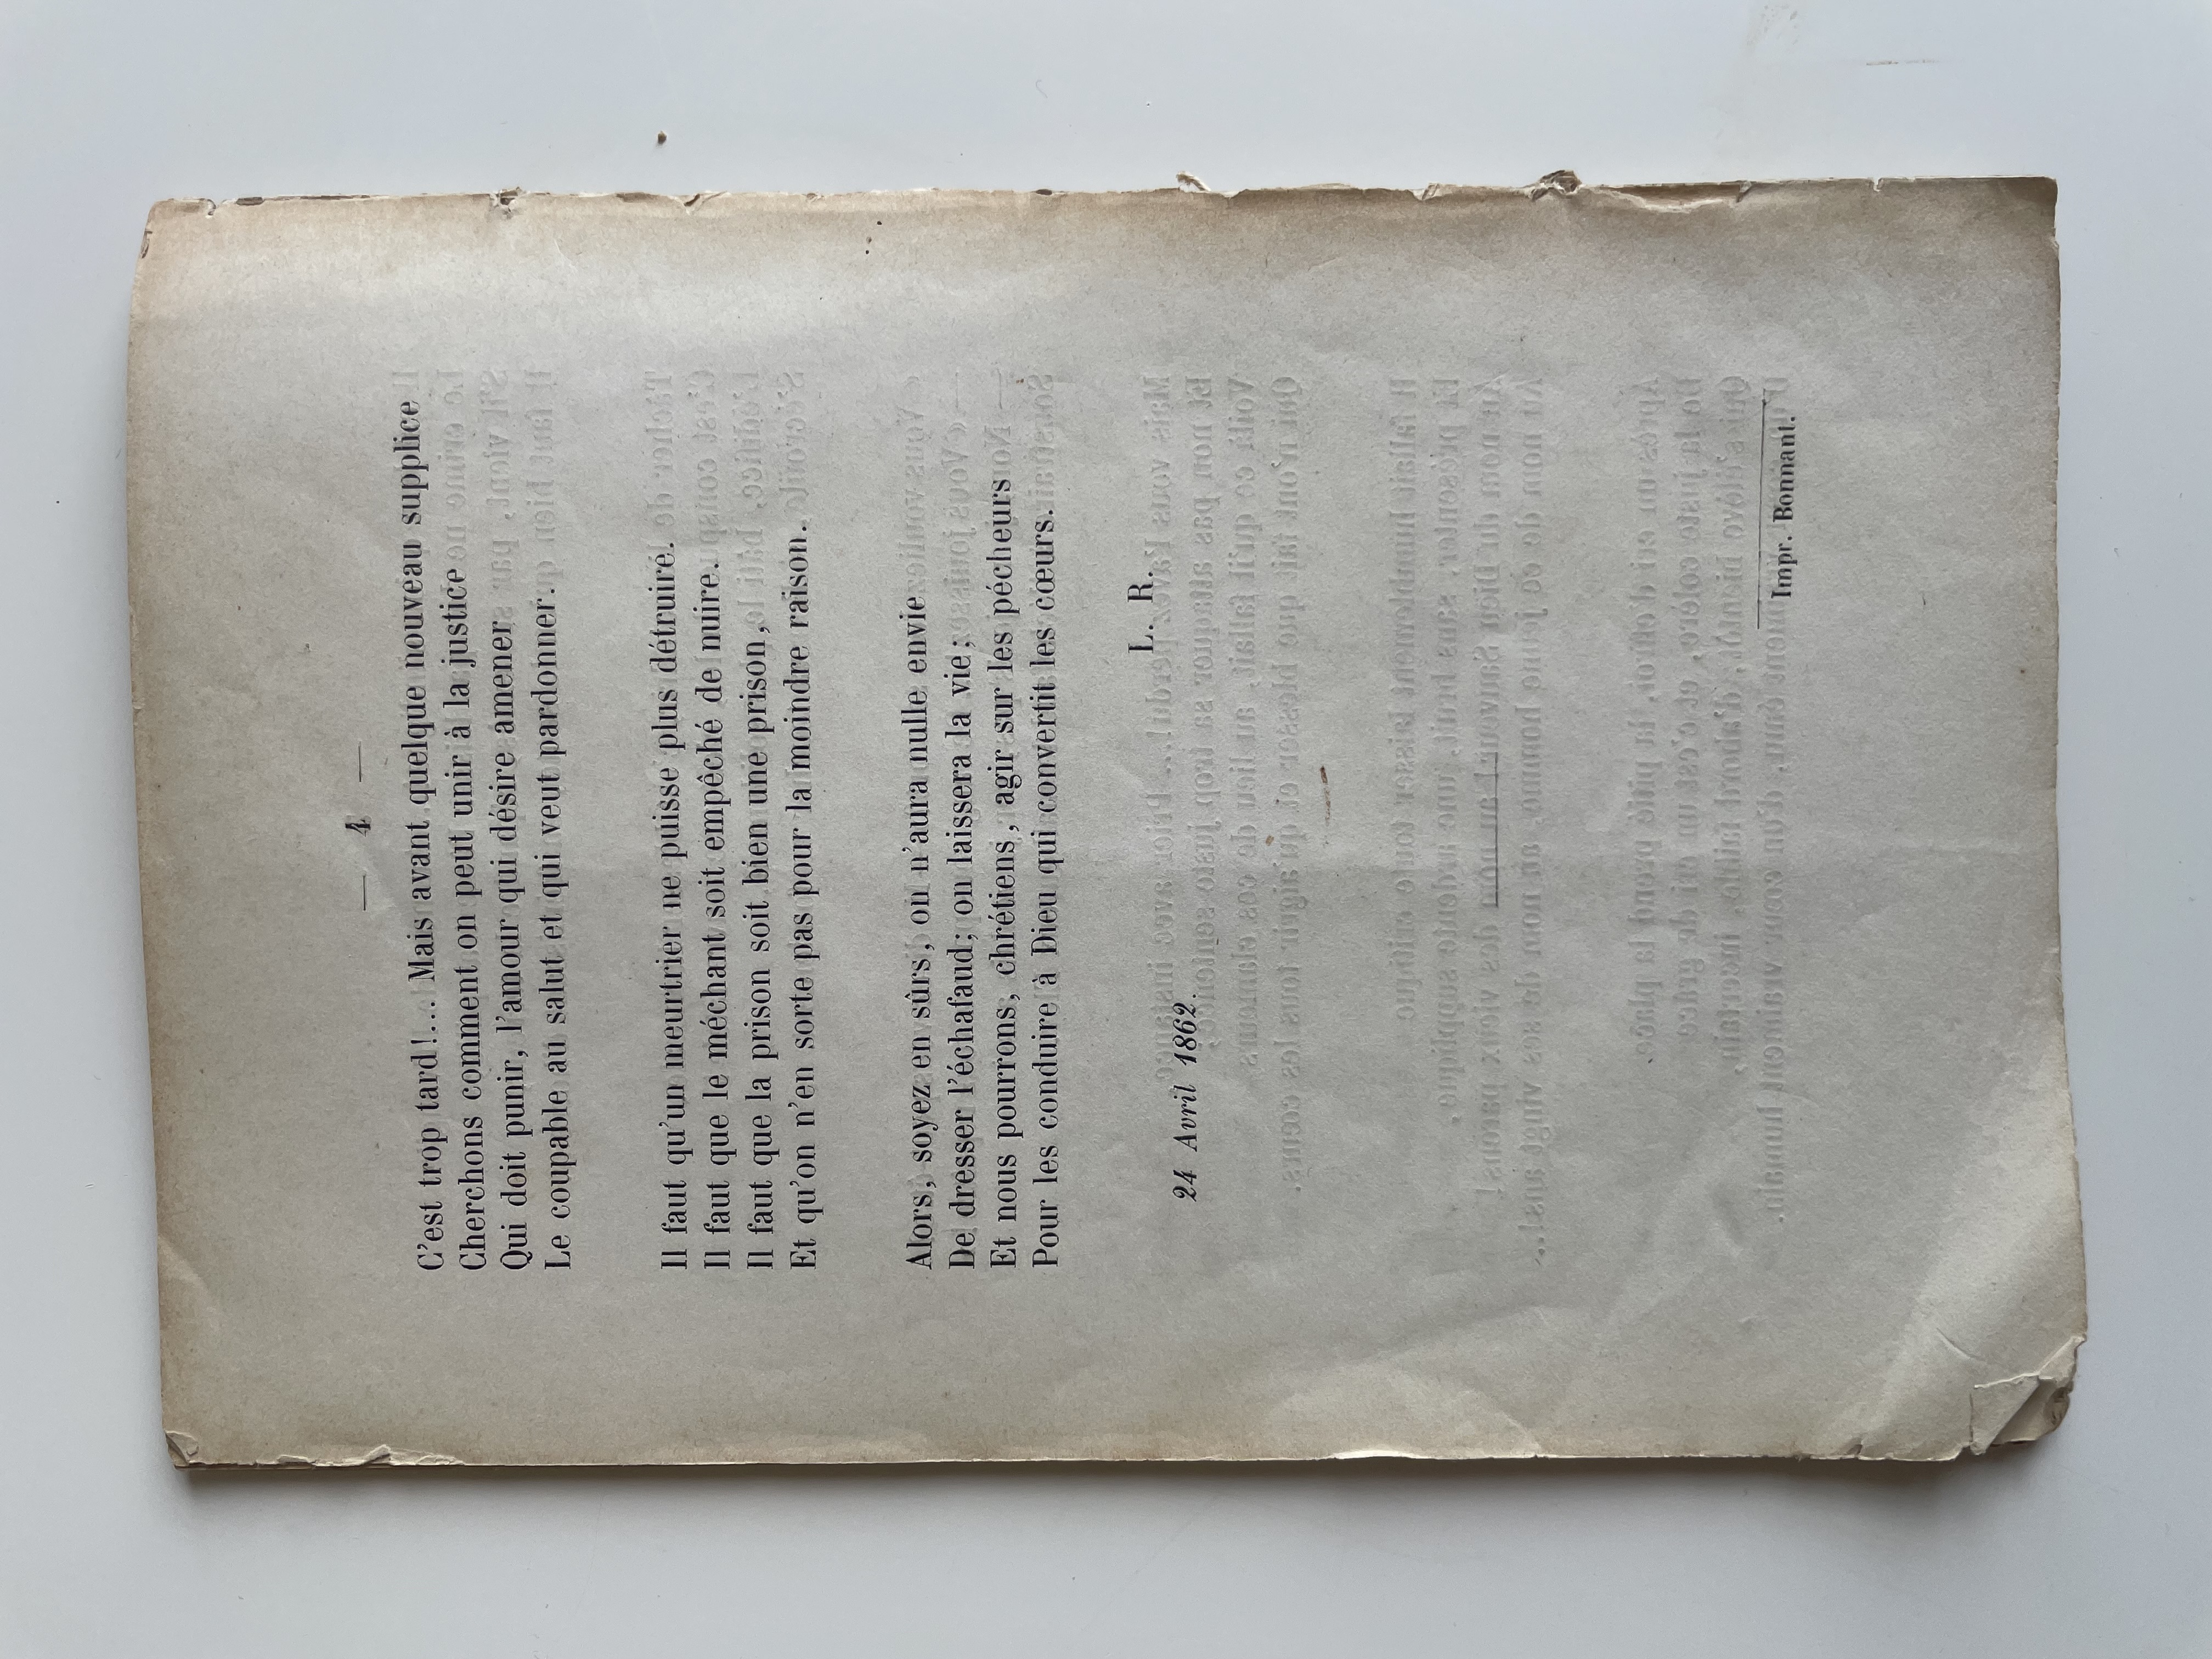 — 4 —
C'est trop tard!... Mais avant quelque nouveau supplice
Cherchons comment on peut unir à la justice
Qui doit punir, l'amour qui désire amener
Le coupable au salut et qui veut pardonner.
Il faut qu'un meurtrier ne puisse plus détruire.
Il faut que le méchant soit empêché de nuire.
Il faut que la prison soit bien une prison,
Et qu'on n'en sorte pas pour la moindre raison.
Alors, soyez en sûrs, on n'aura nulle envie
De dresser l'échafaud; on laissera la vie;
Et nous pourrons, chrétiens, agir sur les pécheurs
Pour les conduire à Dieu qui convertit les cœurs.
L. R.
24 Avril 1862.
Impr. Bonnant.